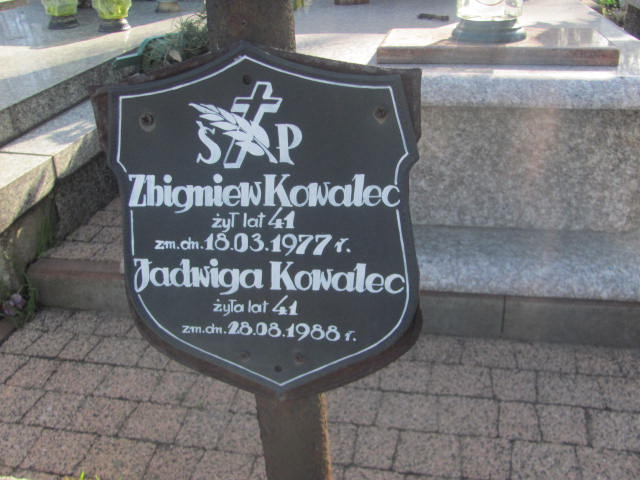 Ś P
Zbigniew Kowalec
żył lat 41
zm.dn. 18.03.1977 r.
Jadwiga Kowalec
żyła lat 41
zm.dn. 28.08.1988 r.